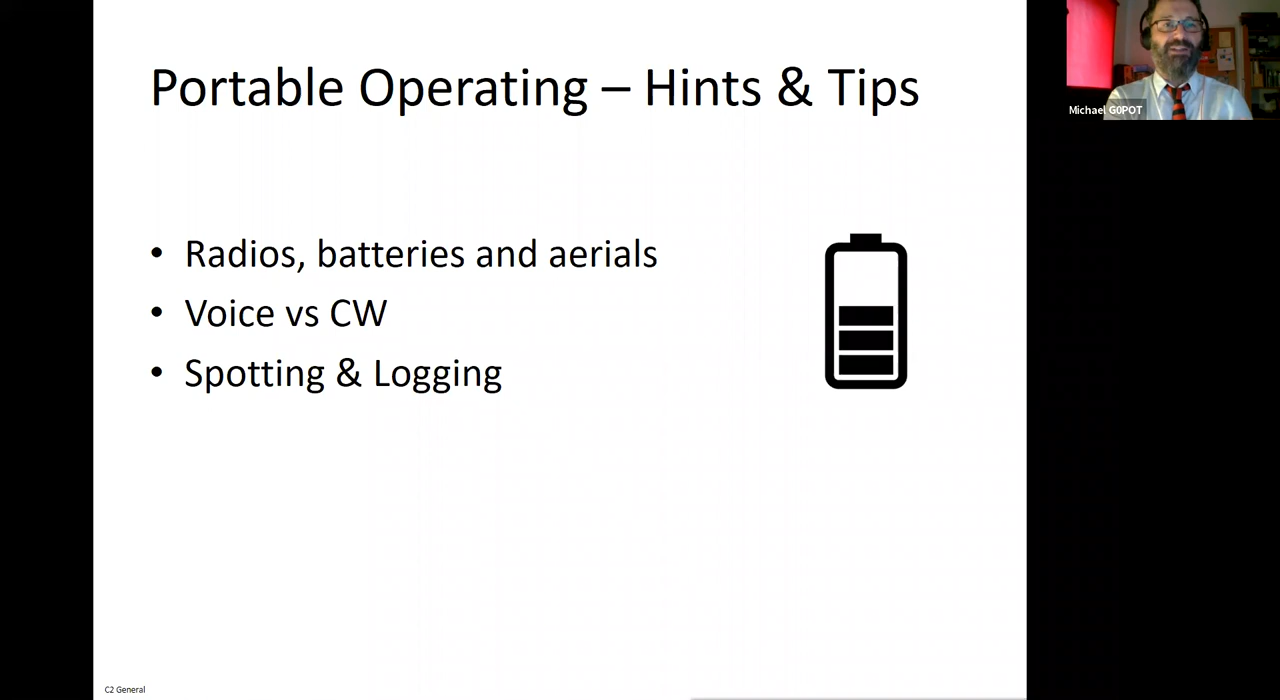 Portable Operating – Hints & Tips
• Radios, batteries and aerials
• Voice vs CW
• Spotting & Logging
Michael G0POT
C2 General